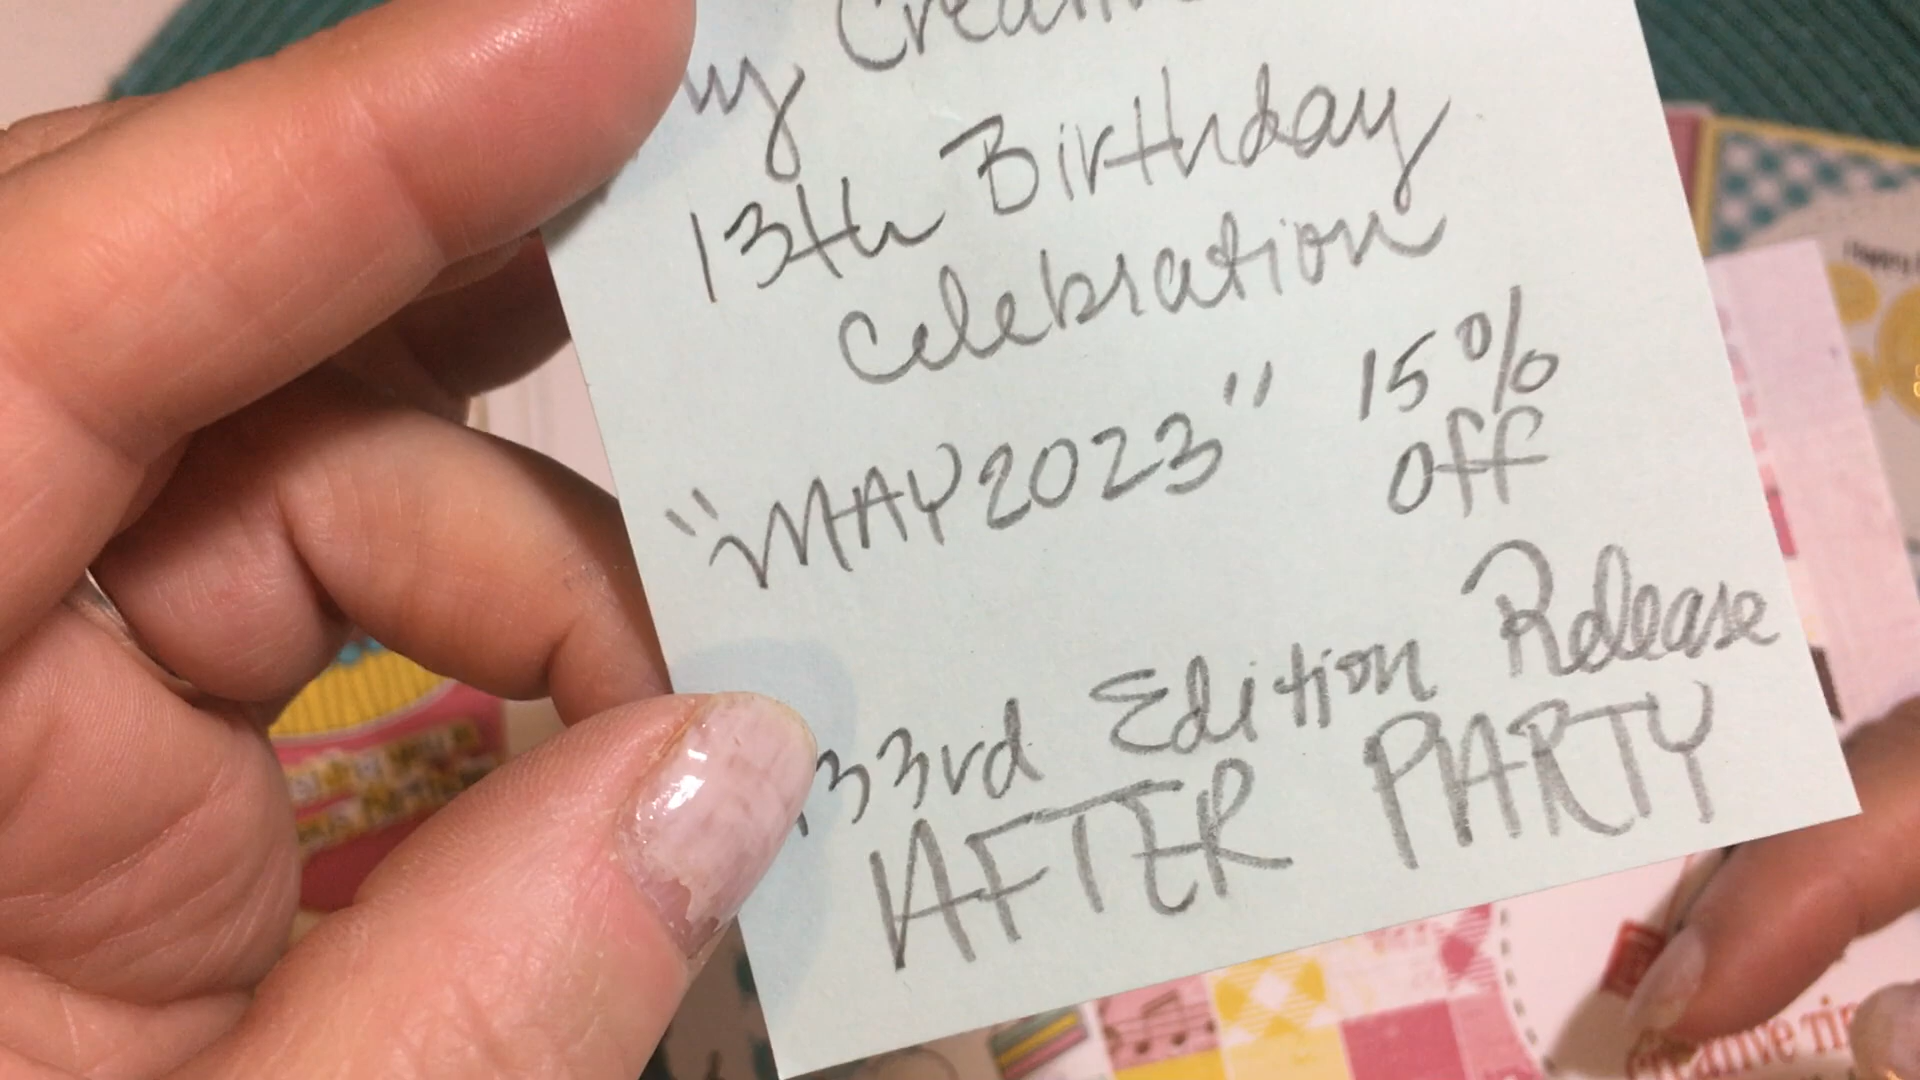 13th Birthday
Celebration
"MAY2023" 15%
off
33rd Edition Release
AFTER PARTY